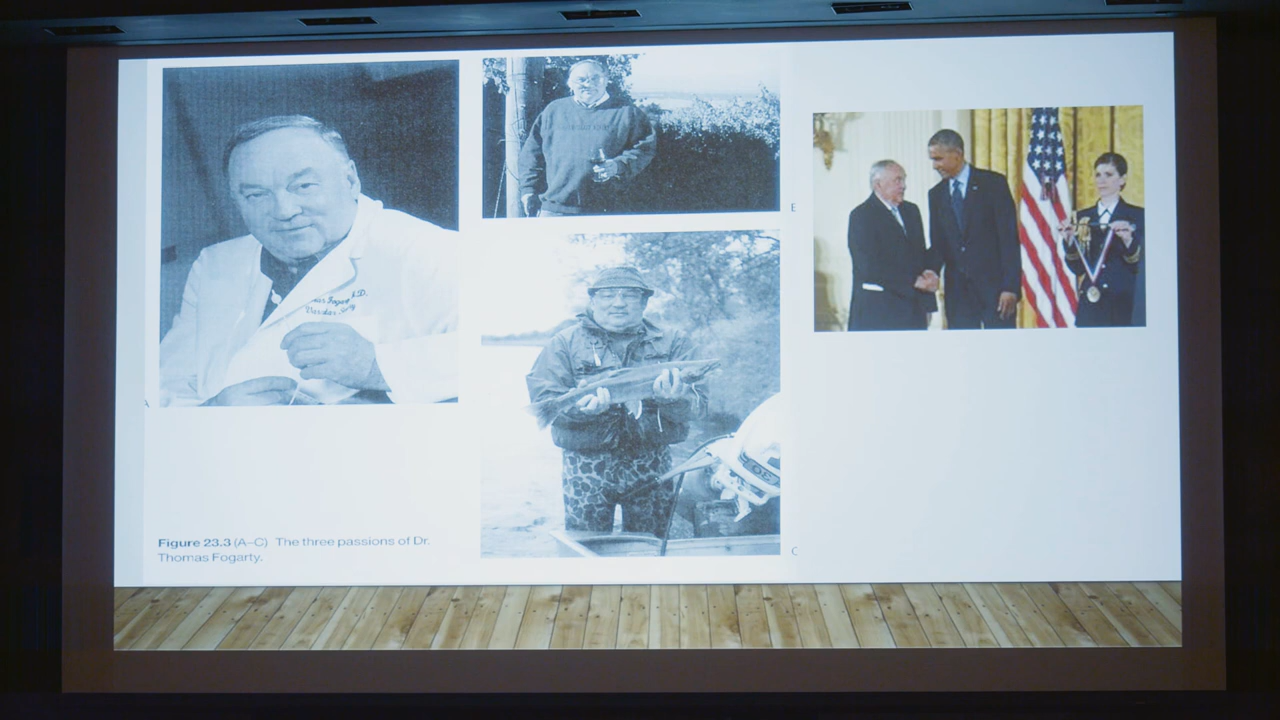 Figure 23.3 (A–C) The three passions of Dr.
Thomas Fogarty.
C